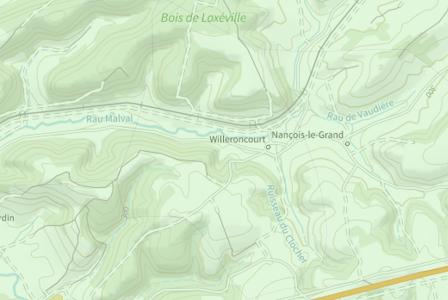 Bois de Loxéville
Rau Malval
Rau de Vaudière
Willeroncourt
Nançois-le-Grand
Ruisseau du Clocher
rdin